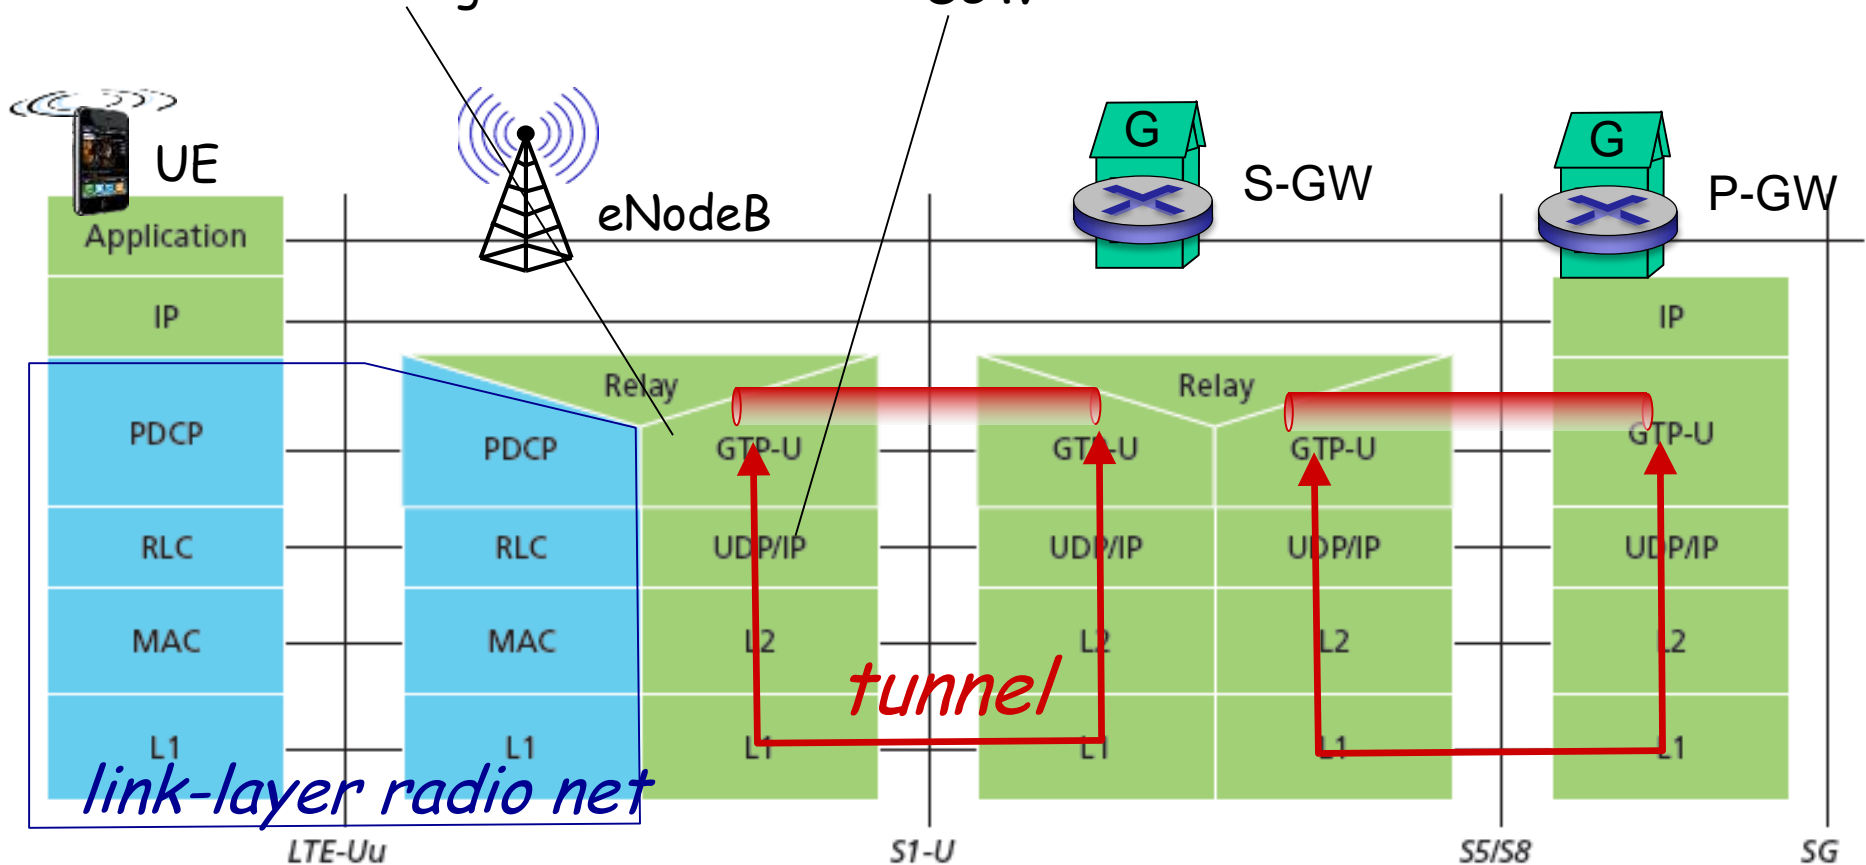 G
G
UE
S-GW
P-GW
eNodeB
Application
IP
IP
Relay
Relay
PDCP
PDCP
GTP-U
GTP-U
GTP-U
GTP-U
RLC
RLC
UDP/IP
UDP/IP
UDP/IP
UDP/IP
MAC
MAC
L2
L2
L2
L2
tunnel
L1
L1
L1
L1
L1
L1
link-layer radio net
LTE-Uu
S1-U
S5/S8
SG